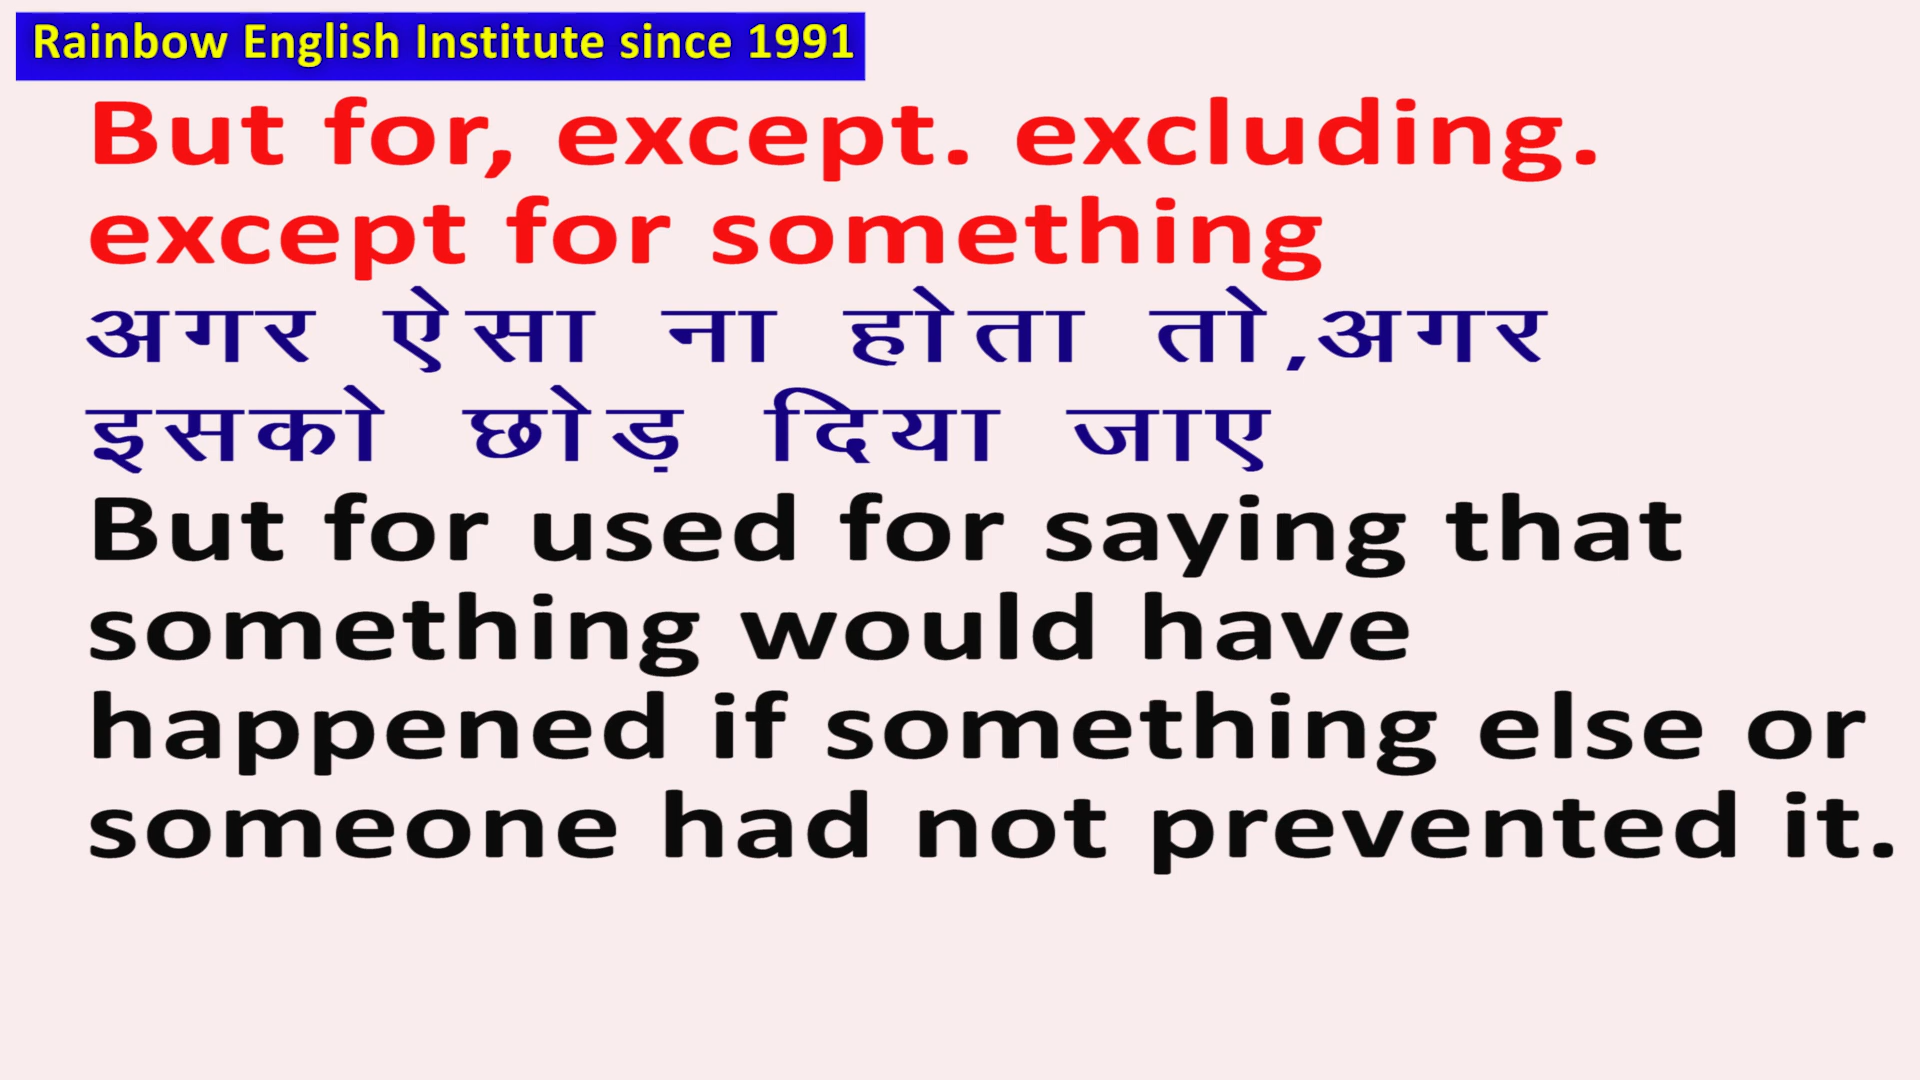 Rainbow English Institute since 1991
But for, except. excluding.
except for something
अगर ऐसा ना होता तो,अगर
इसको छोड़ दिया जाए
But for used for saying that
something would have
happened if something else or
someone had not prevented it.